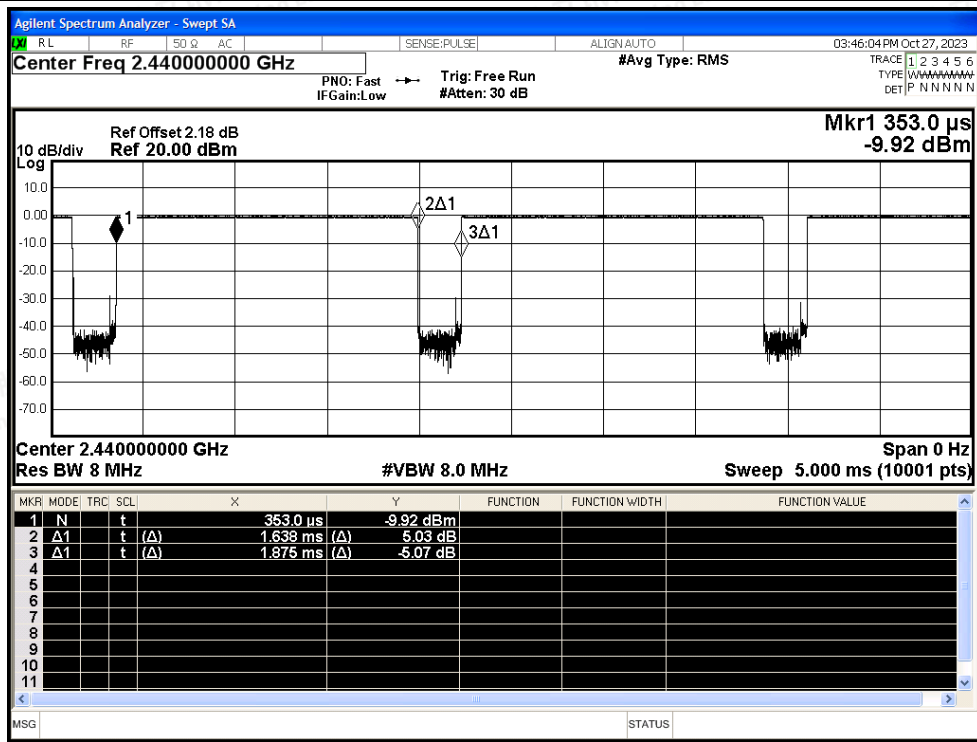 Agilent Spectrum Analyzer - Swept SA
LXI RL RF 50 Ω AC SENSE:PULSE ALIGN AUTO 03:46:04 PM Oct 27, 2023
Center Freq 2.440000000 GHz #Avg Type: RMS TRACE 1 2 3 4 5 6
PNO: Fast Trig: Free Run TYPE
IFGain:Low #Atten: 30 dB DET P N N N N N
Mkr1 353.0 µs
Ref Offset 2.18 dB
10 dB/div Ref 20.00 dBm -9.92 dBm
Log
10.0
2Δ1
0.00 1
3Δ1
-10.0
-20.0
-30.0
-40.0
-50.0
-60.0
-70.0
Center 2.440000000 GHz Span 0 Hz
Res BW 8 MHz #VBW 8.0 MHz Sweep 5.000 ms (10001 pts)
MKR MODE TRC SCL X Y FUNCTION FUNCTION WIDTH FUNCTION VALUE
1 N t 353.0 µs -9.92 dBm
2 Δ1 t (Δ) 1.638 ms (Δ) 5.03 dB
3 Δ1 t (Δ) 1.875 ms (Δ) -5.07 dB
4
5
6
7
8
9
10
11
MSG STATUS